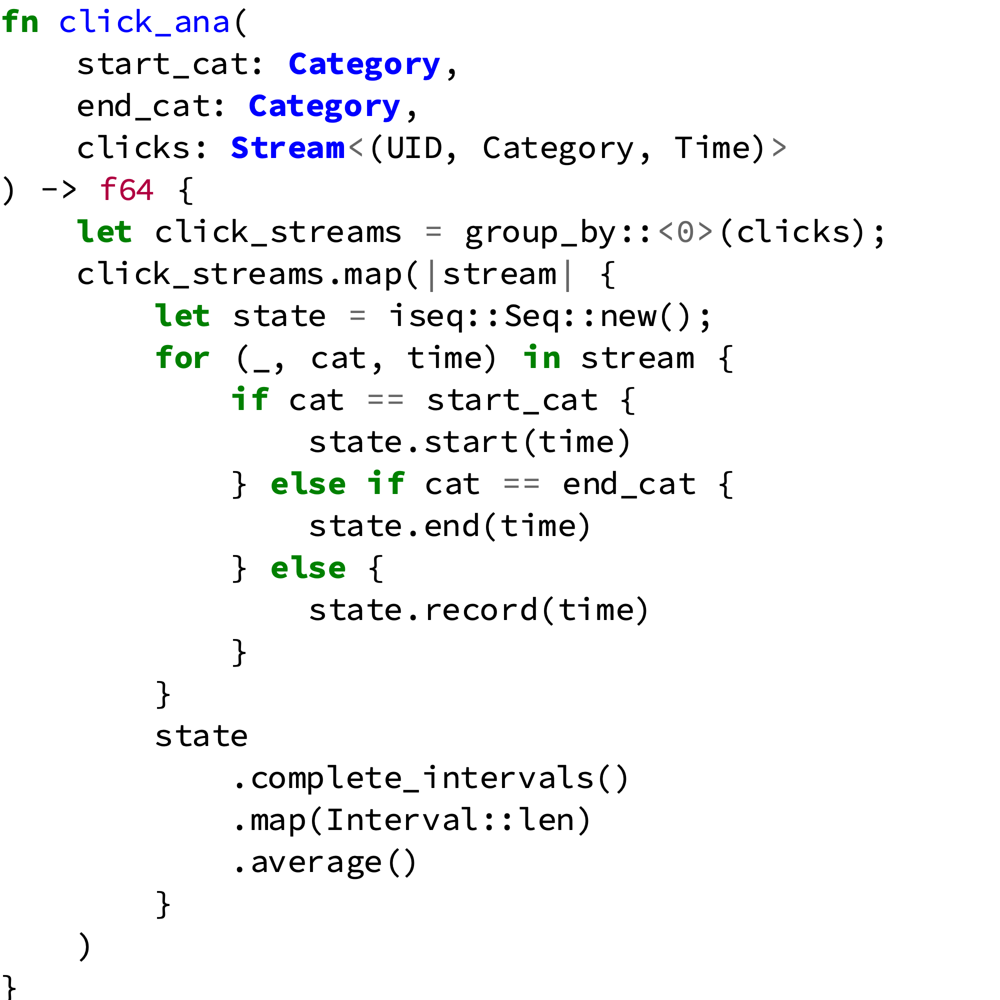 fn click_ana(
    start_cat: Category,
    end_cat: Category,
    clicks: Stream<(UID, Category, Time)>
) -> f64 {
    let click_streams = group_by::<0>(clicks);
    click_streams.map(|stream| {
        let state = iseq::Seq::new();
        for (_, cat, time) in stream {
            if cat == start_cat {
                state.start(time)
            } else if cat == end_cat {
                state.end(time)
            } else {
                state.record(time)
            }
        }
        state
            .complete_intervals()
            .map(Interval::len)
            .average()
        }
    )
}